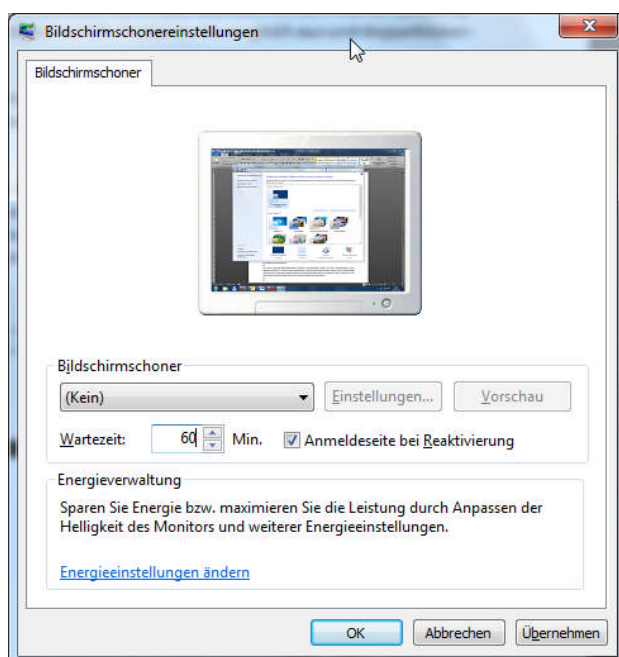 Bildschirmschonereinstellungen
Bildschirmschoner
Bildschirmschoner
(Kein)
Einstellungen...
Vorschau
Wartezeit:
60
Min.
Anmeldeseite bei Reaktivierung
Energieverwaltung
Sparen Sie Energie bzw. maximieren Sie die Leistung durch Anpassen der
Helligkeit des Monitors und weiterer Energieeinstellungen.
Energieeinstellungen ändern
OK
Abbrechen
Übernehmen